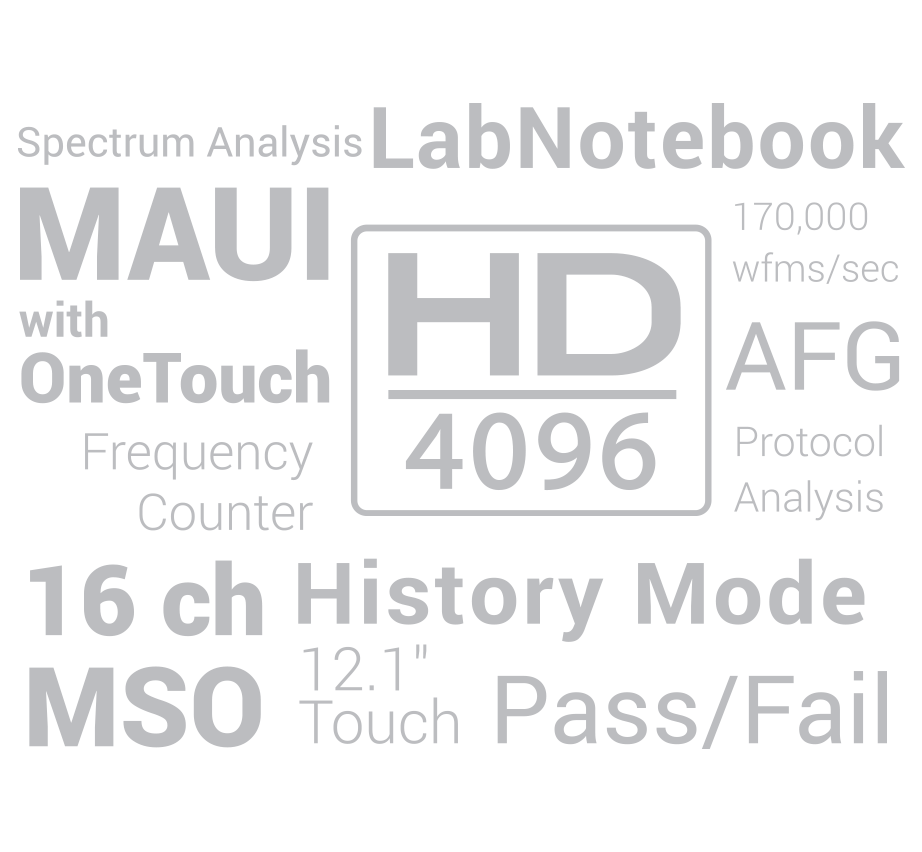 Spectrum Analysis
LabNotebook
MAUI
with
OneTouch
Frequency
Counter
HD
4096
170,000
wfms/sec
AFG
Protocol
Analysis
16 ch
MSO
History Mode
12.1"
Touch
Pass/Fail